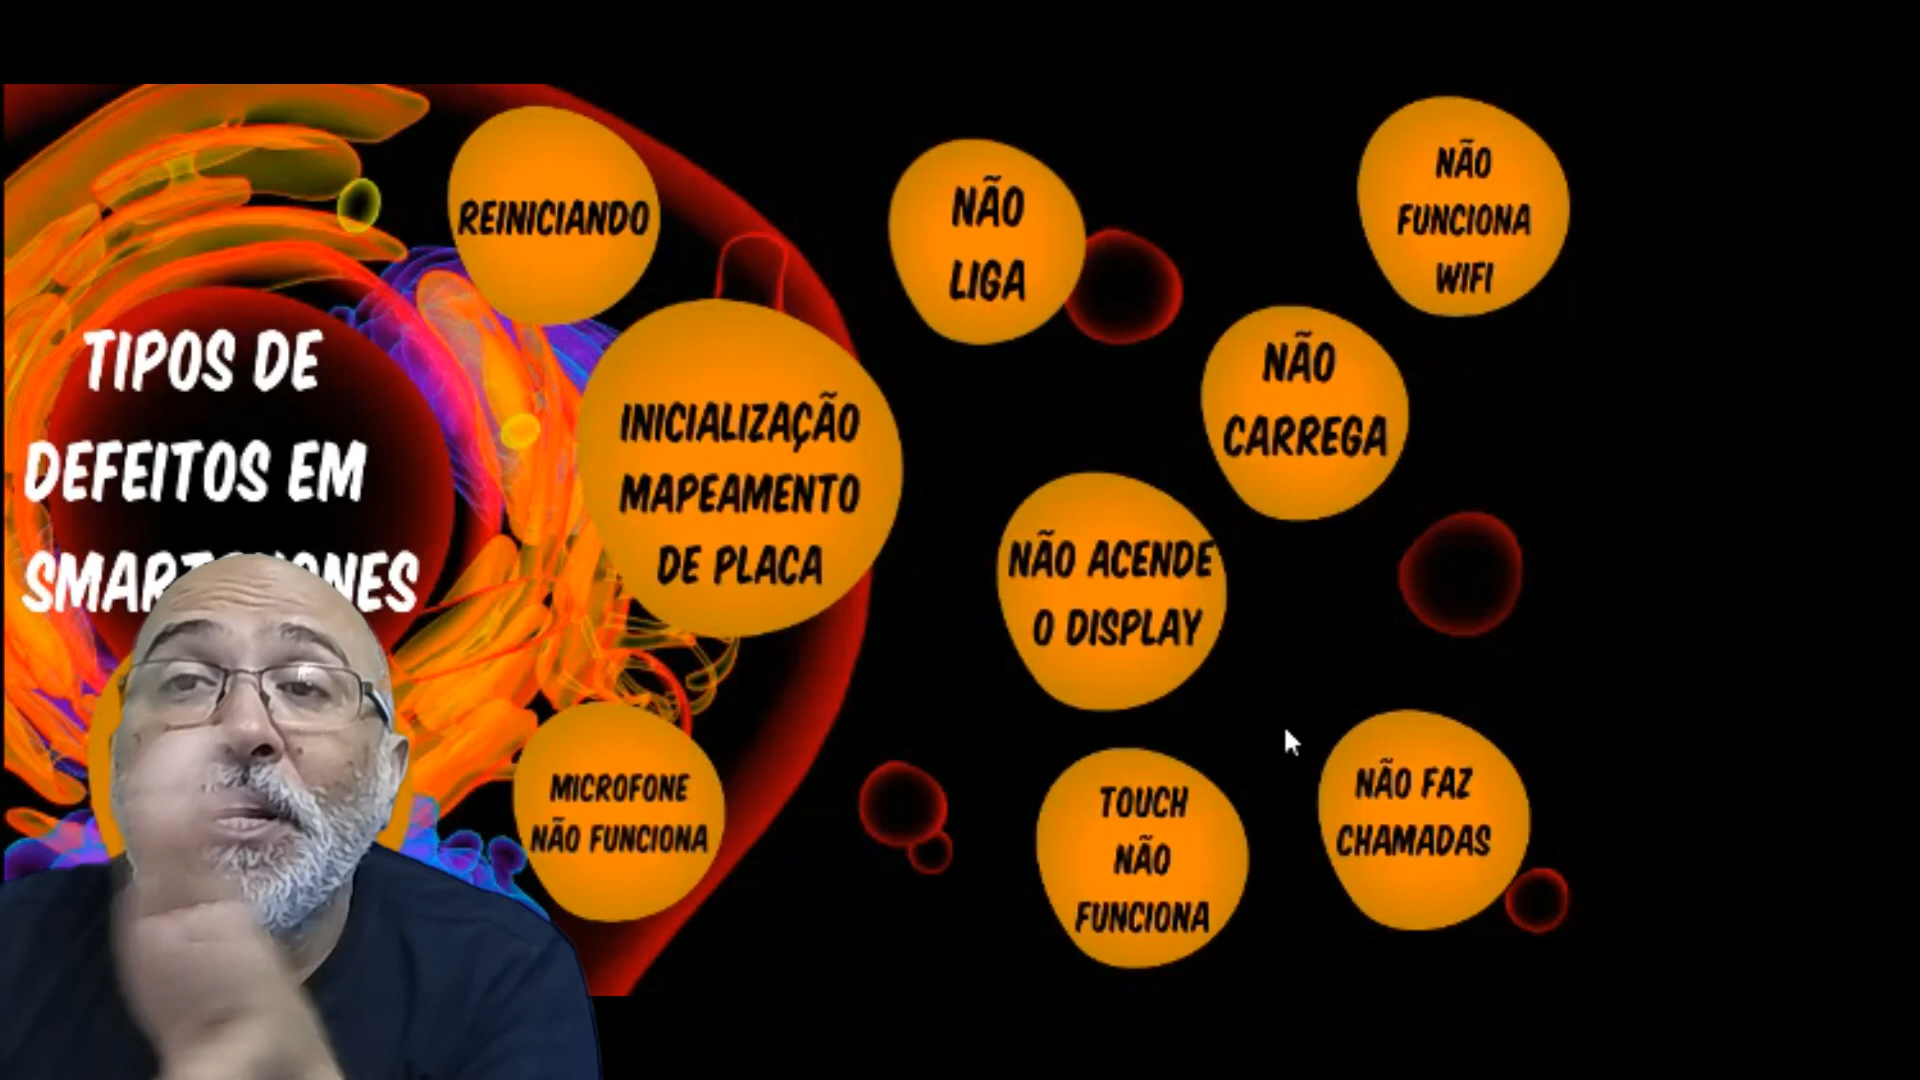 TIPOS DE
DEFEITOS EM
REINICIANDO
INICIALIZAÇÃO
MAPEAMENTO
DE PLACA
MICROFONE
NÃO FUNCIONA
NÃO
LIGA
NÃO
FUNCIONA
WIFI
NÃO
CARREGA
NÃO ACENDE
O DISPLAY
TOUCH
NÃO
FUNCIONA
NÃO FAZ
CHAMADAS